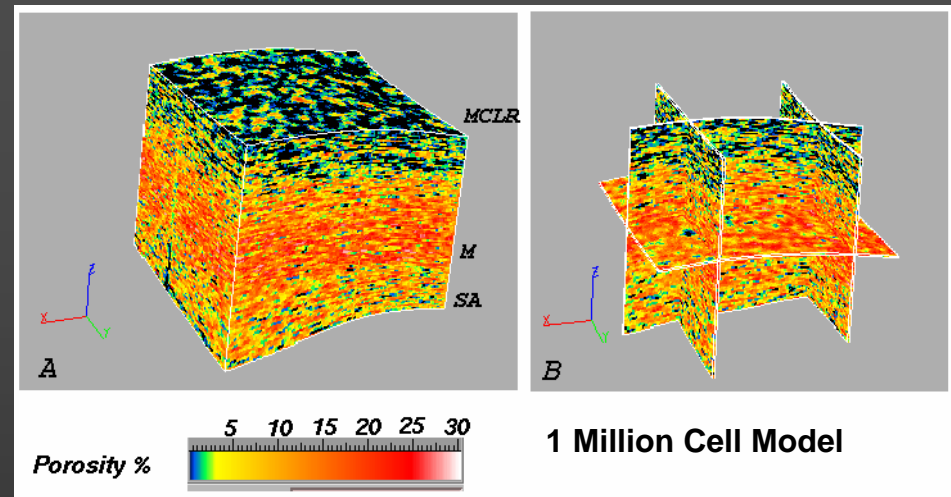 MCLR
M
SA
Z
X
Y
A
Z
X
Y
B
5 10 15 20 25 30
Porosity %
1 Million Cell Model